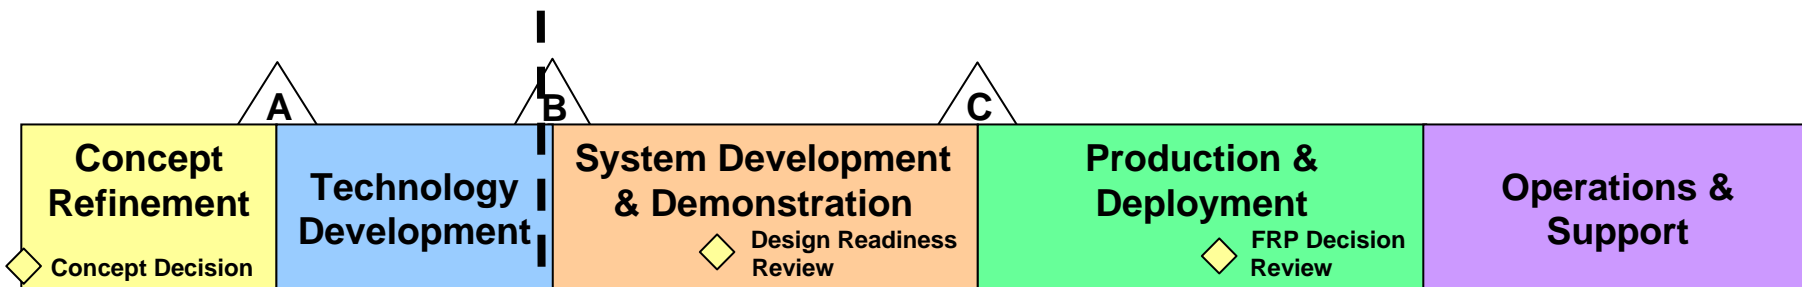 A
B
C
Concept
Refinement
Concept Decision
Technology
Development
System Development
& Demonstration
Design Readiness
Review
Production &
Deployment
FRP Decision
Review
Operations &
Support